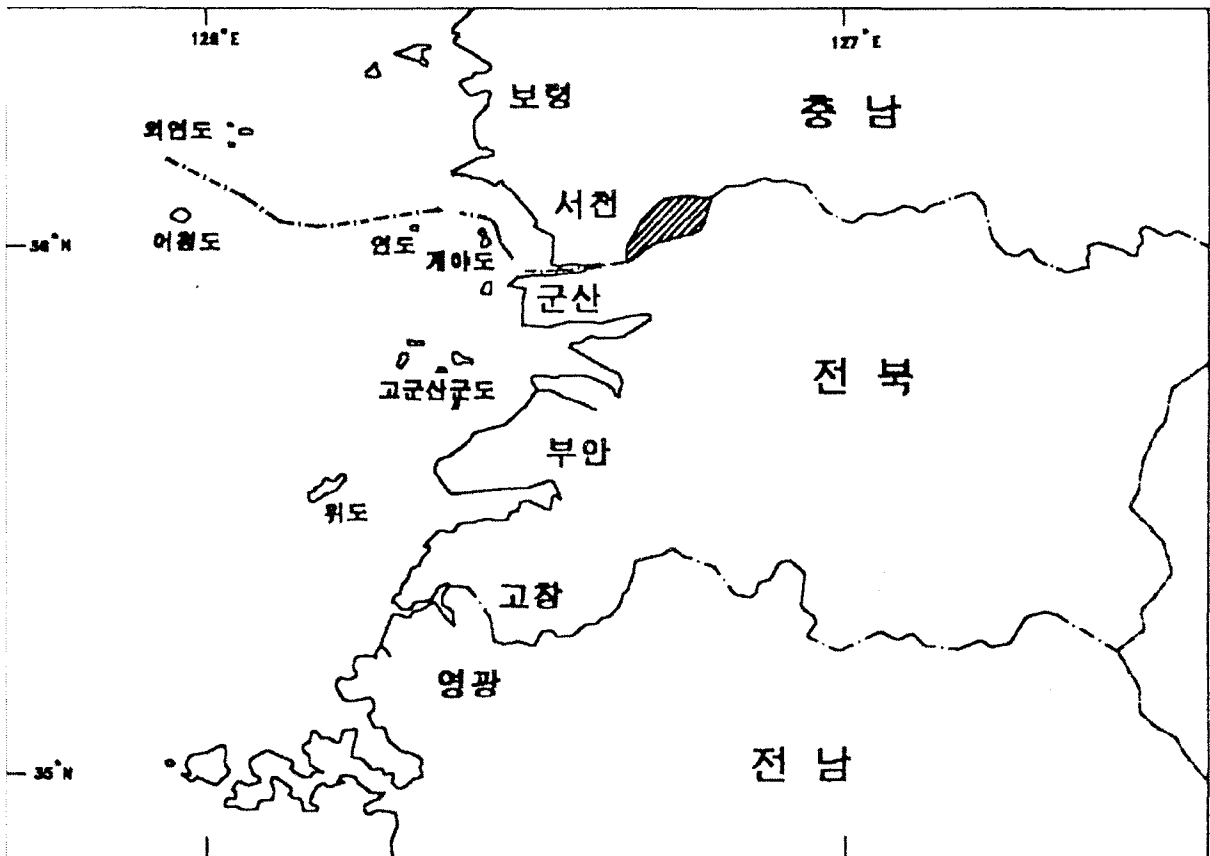 126°E
127°E
보령
충 남
외연도
서천
어청도
연도
개야도
36°N
군산
고군산군도
전 북
부안
위도
고창
영광
전 남
35°N